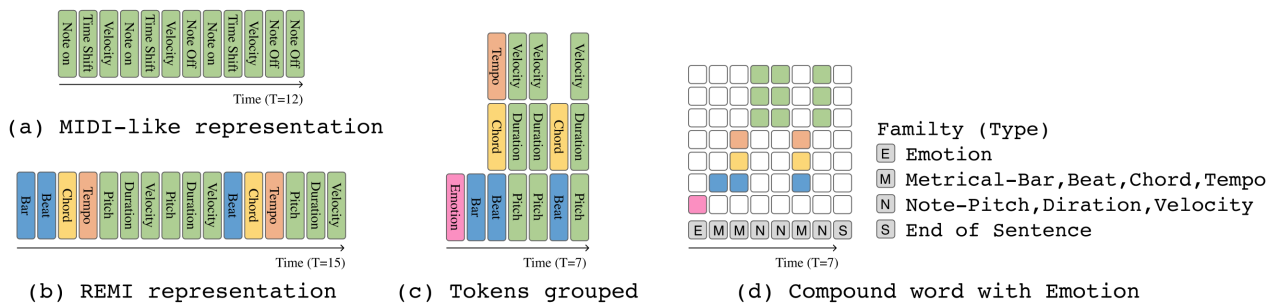 Note on
Time Shift
Velocity
Note on
Time Shift
Velocity
Note Off
Note on
Time Shift
Velocity
Note Off
Note Off
Time (T=12)
(a) MIDI-like representation
Bar
Beat
Chord
Tempo
Pitch
Duration
Velocity
Pitch
Duration
Velocity
Beat
Chord
Tempo
Pitch
Duration
Velocity
Time (T=15)
(b) REMI representation
Tempo
Velocity
Velocity
Velocity
Chord
Duration
Duration
Chord
Duration
Emotion
Bar
Beat
Pitch
Pitch
Beat
Pitch
Time (T=7)
(c) Tokens grouped
E M M N N M N S
Time (T=7)
Familty (Type)
E Emotion
M Metrical-Bar,Beat,Chord,Tempo
N Note-Pitch,Diration,Velocity
S End of Sentence
(d) Compound word with Emotion